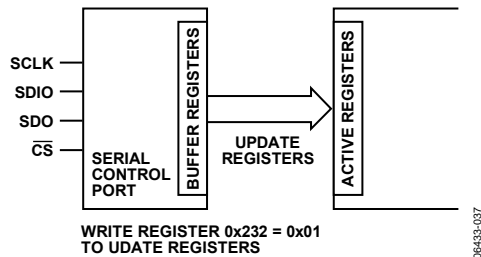 SCLK
SDIO
SDO
CS
SERIAL
CONTROL
PORT
BUFFER REGISTERS
UPDATE
REGISTERS
ACTIVE REGISTERS
WRITE REGISTER 0x232 = 0x01
TO UDATE REGISTERS
06433-037